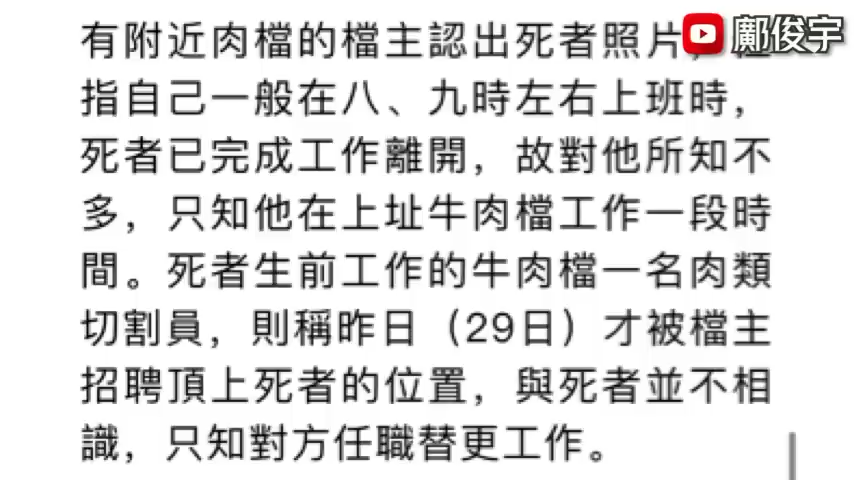 有附近肉檔的檔主認出死者照片，
鄺俊宇
指自己一般在八、九時左右上班時，
死者已完成工作離開，故對他所知不
多，只知他在上址牛肉檔工作一段時
間。死者生前工作的牛肉檔一名肉類
切割員，則稱昨日（29日）才被檔主
招聘頂上死者的位置，與死者並不相
識，只知對方任職替更工作。